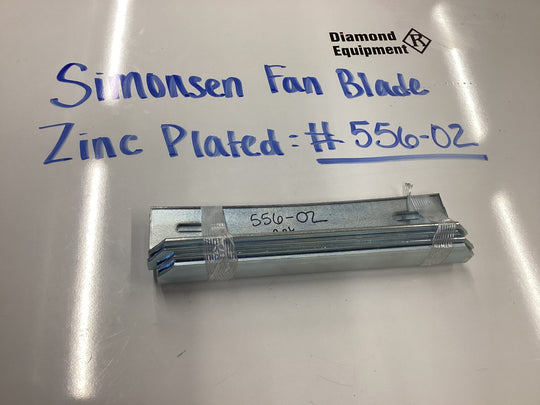 Diamond
Equipment
R
Simonsen Fan Blade
Zinc Plated: # 556-02
556-02